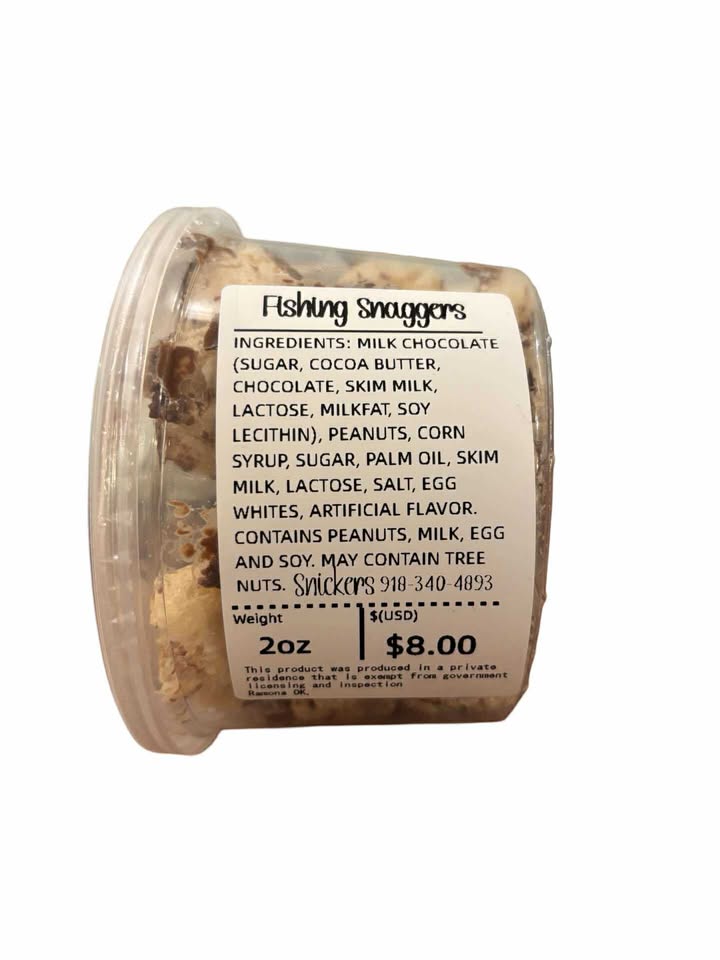 Fishing Snaggers
INGREDIENTS: MILK CHOCOLATE
(SUGAR, COCOA BUTTER,
CHOCOLATE, SKIM MILK,
LACTOSE, MILKFAT, SOY
LECITHIN), PEANUTS, CORN
SYRUP, SUGAR, PALM OIL, SKIM
MILK, LACTOSE, SALT, EGG
WHITES, ARTIFICIAL FLAVOR.
CONTAINS PEANUTS, MILK, EGG
AND SOY. MAY CONTAIN TREE
NUTS. Snickers 918-340-4893
Weight $(USD)
2oz $8.00
This product was produced in a private
residence that is exempt from government
licensing and inspection
Ramona OK.